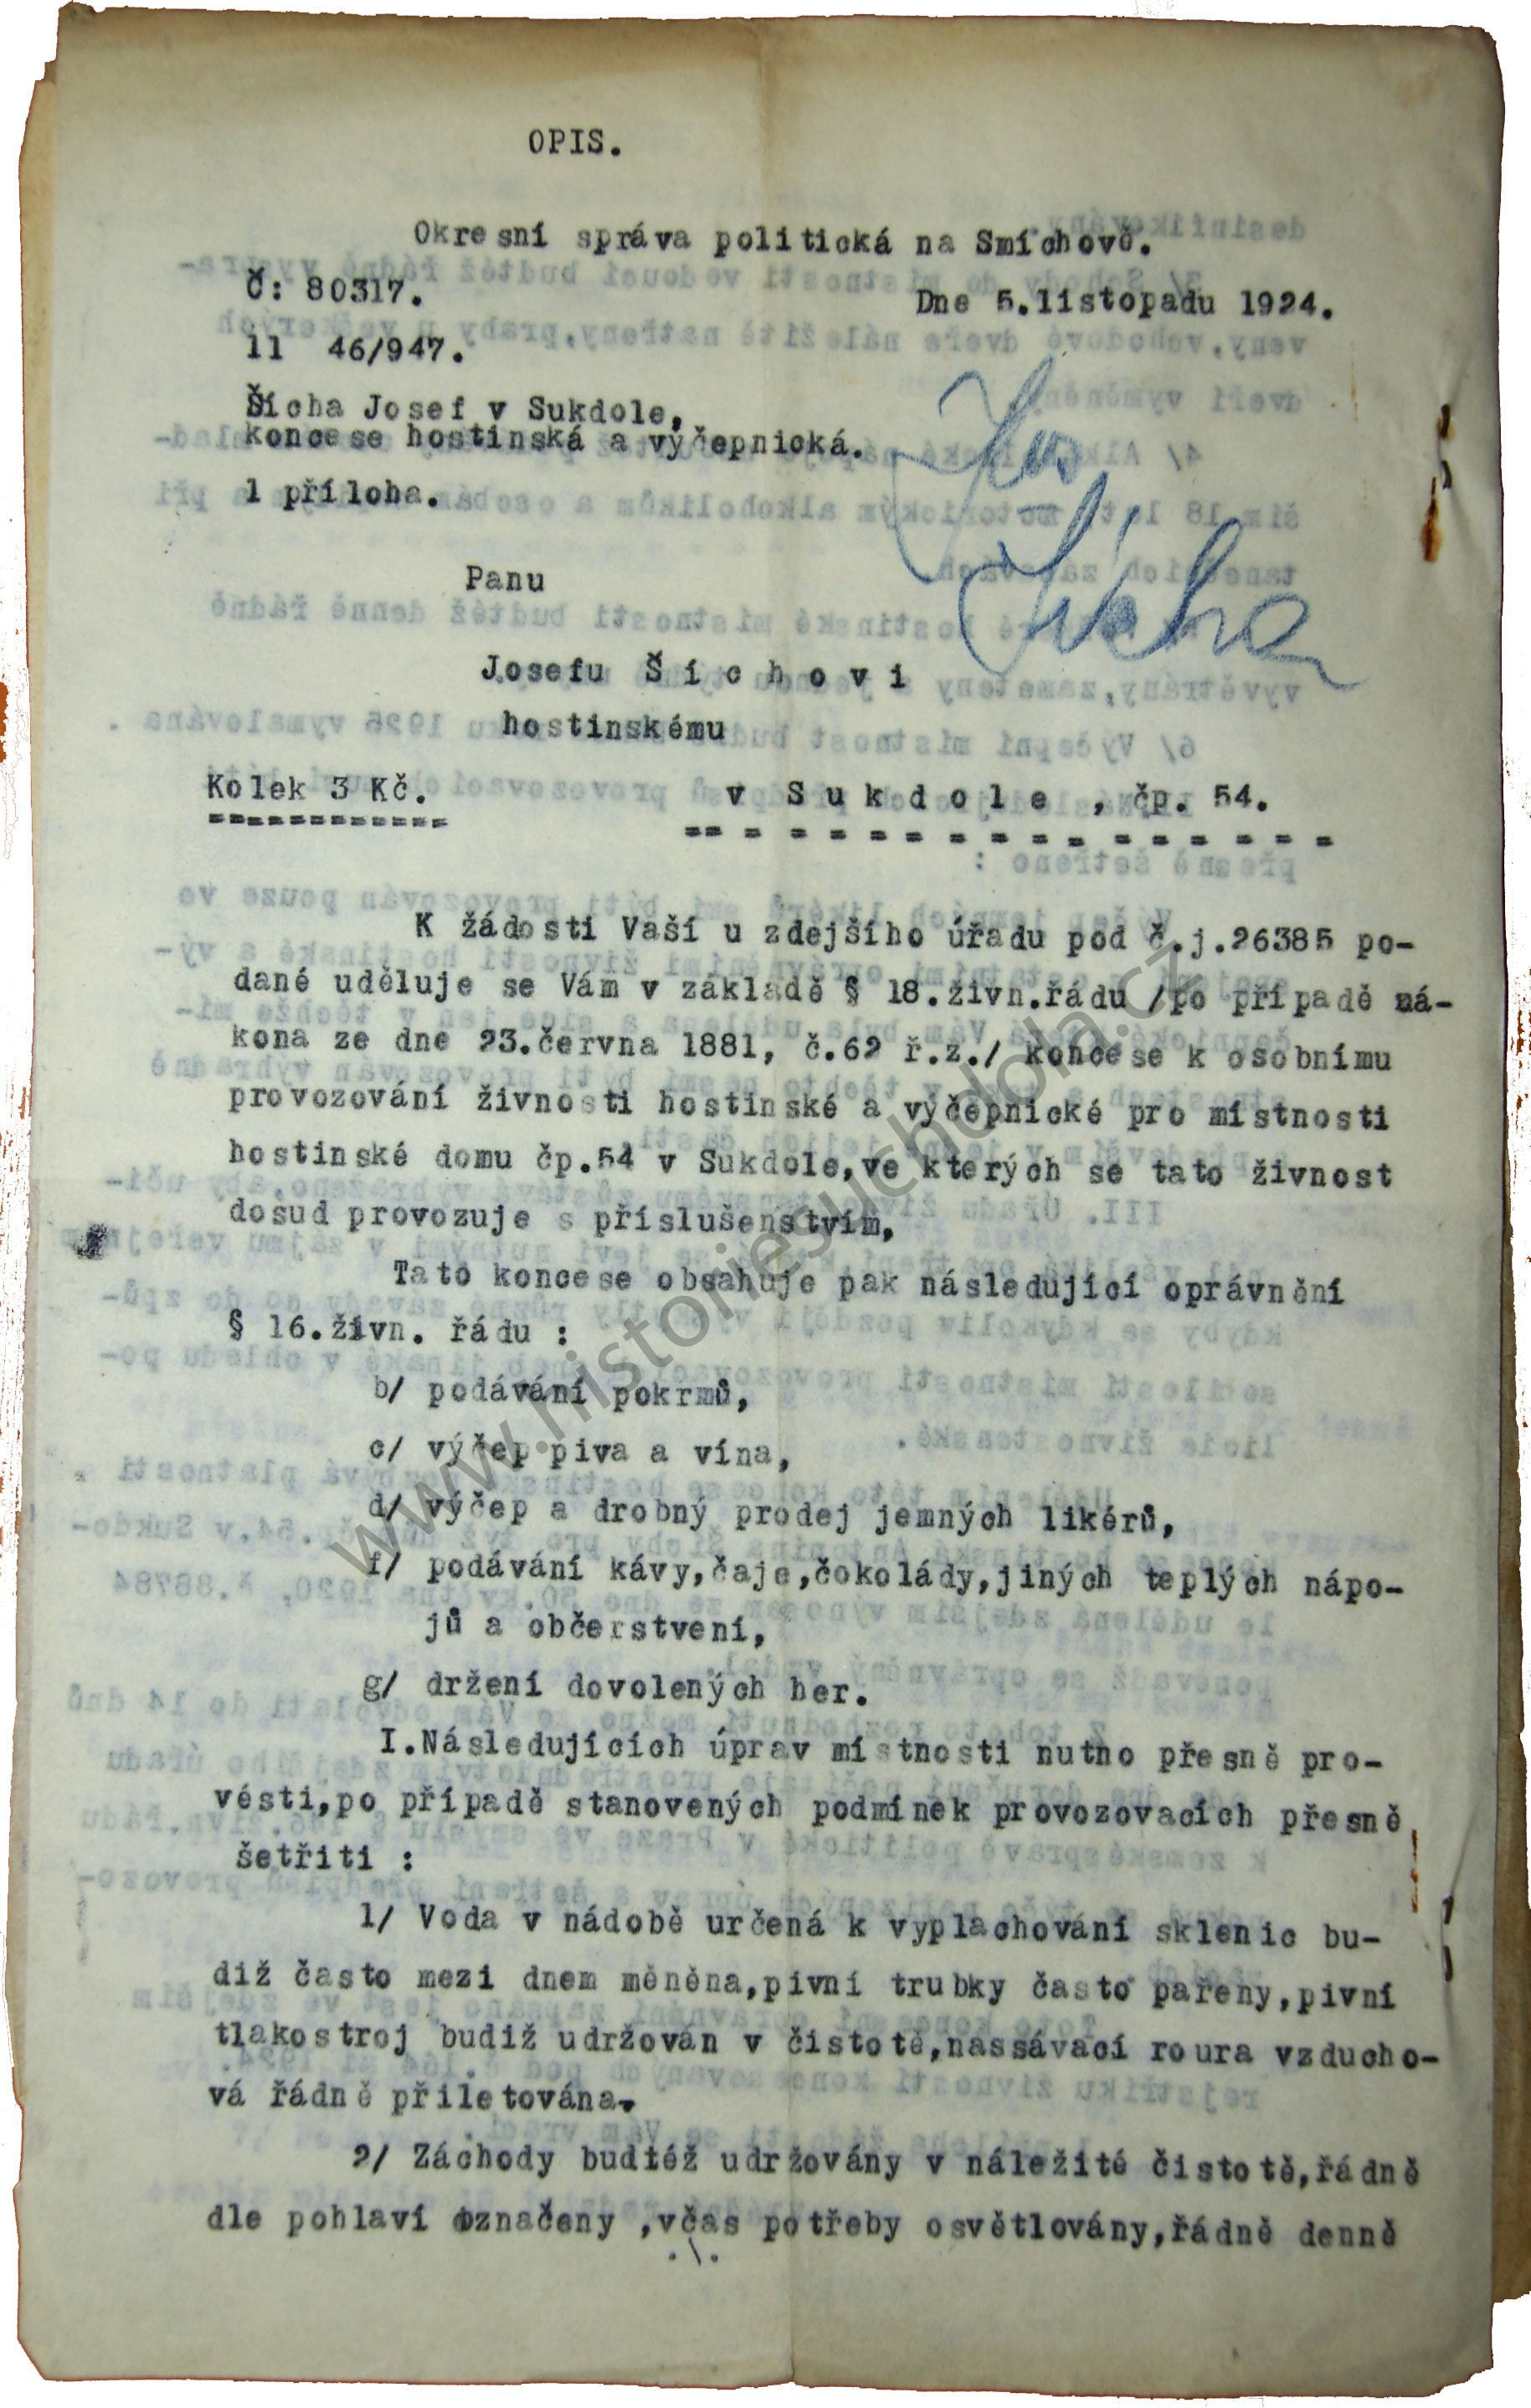 OPIS.
Okresní správa politická na Smíchově.
Č: 80317.
Dne 5.listopadu 1924.
11 46/947.
Šícha Josef v Sukdole,
koncese hostinská a výčepnická.
1 příloha.
Panu
Josefu Š í c h o v i
hostinskému
Kolek 3 Kč.
v S u k d o l e , čp. 54.
K žádosti Vaší u zdejšího úřadu pod č.j.26385 po-
dané uděluje se Vám v základě § 18.živn.řádu /po případě zá-
kona ze dne 23.června 1881, č.62 ř.z./ koncese k osobnímu
provozování živnosti hostinské a výčepnické pro místnosti
hostinské domu čp.54 v Sukdole,ve kterých se tato živnost
dosud provozuje s příslušenstvím,
Tato koncese obsahuje pak následující oprávnění
§ 16.živn. řádu :
b/ podávání pokrmů,
c/ výčep piva a vína,
d/ výčep a drobný prodej jemných likérů,
f/ podávání kávy,čaje,čokolády,jiných teplých nápo-
jů a občerstvení,
g/ držení dovolených her.
I.Následujících úprav místnosti nutno přesně pro-
vésti,po případě stanovených podmínek provozovacích přesně
šetřiti :
1/ Voda v nádobě určená k vyplachování sklenic bu-
diž často mezi dnem měněna,pivní trubky často pařeny,pivní
tlakostroj budiž udržován v čistotě,nassávací roura vzducho-
vá řádně přiletována.
2/ Záchody budtéž udržovány v náležité čistotě,řádně
dle pohlaví označeny ,včas potřeby osvětlovány,řádně denně
.\.
www.historiesuchdola.cz